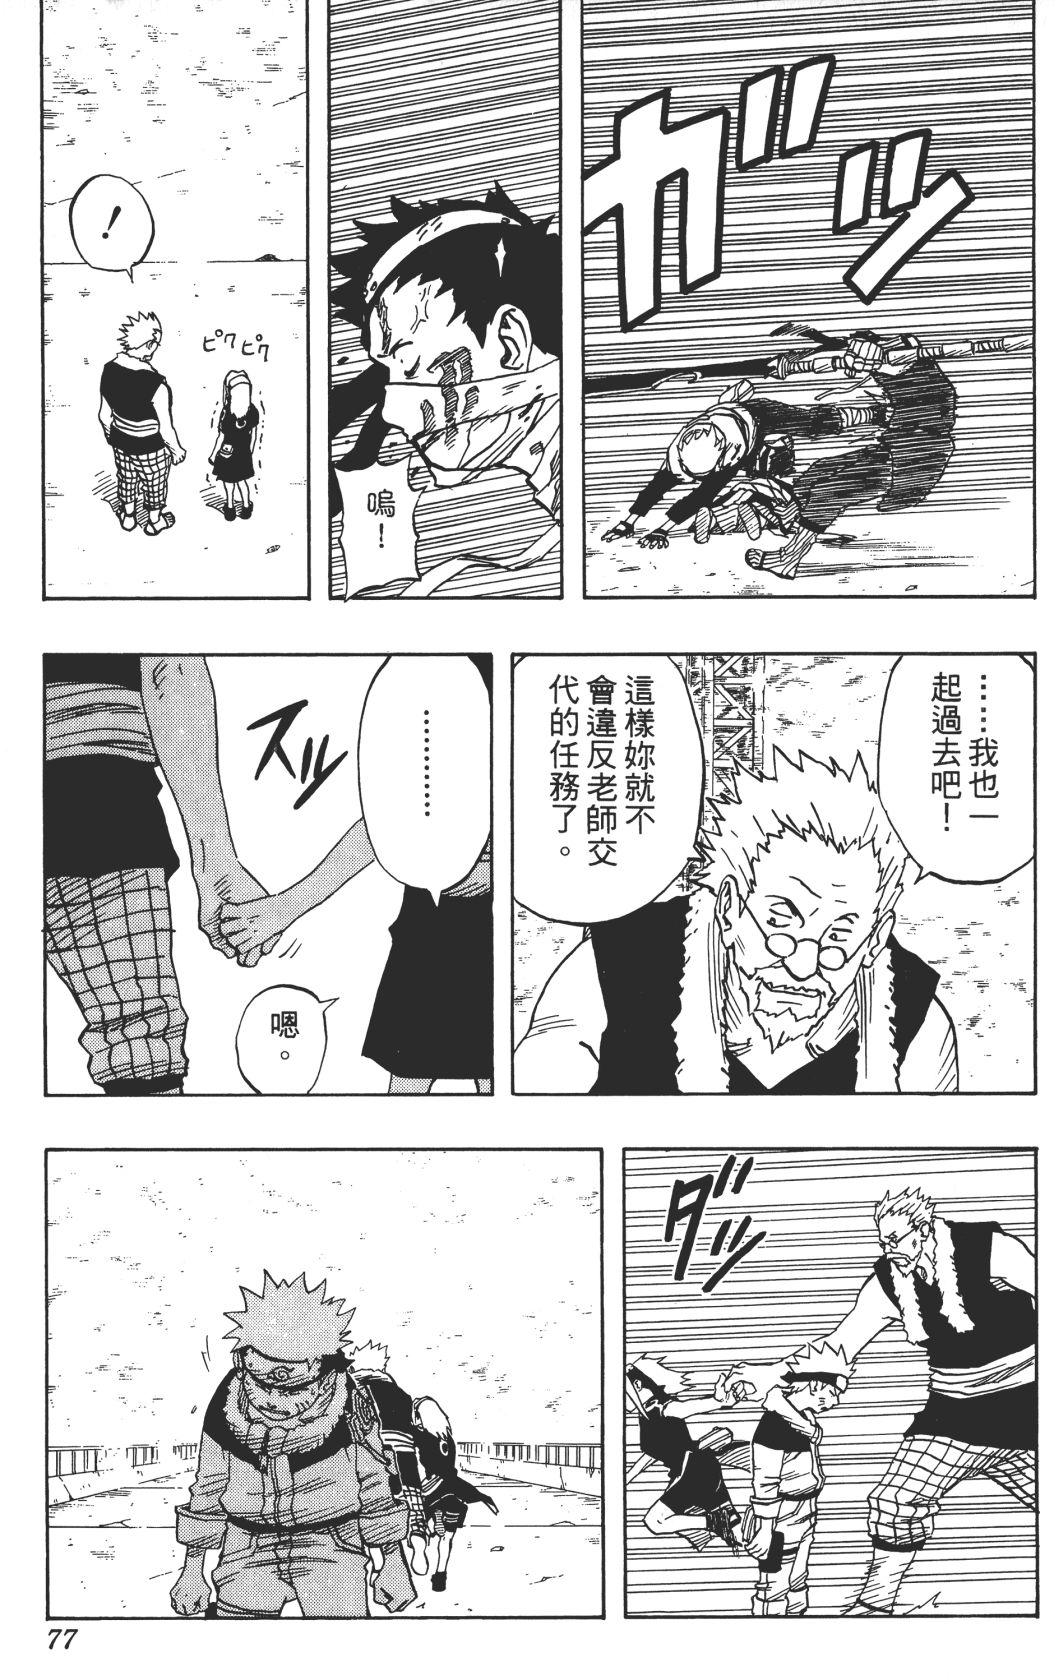 ガッ
嗚！
！
ピクピク
……我也一
起過去吧！
這樣妳就不
會違反老師交
代的任務了。
…………
スル
嗯。
ダッ
77